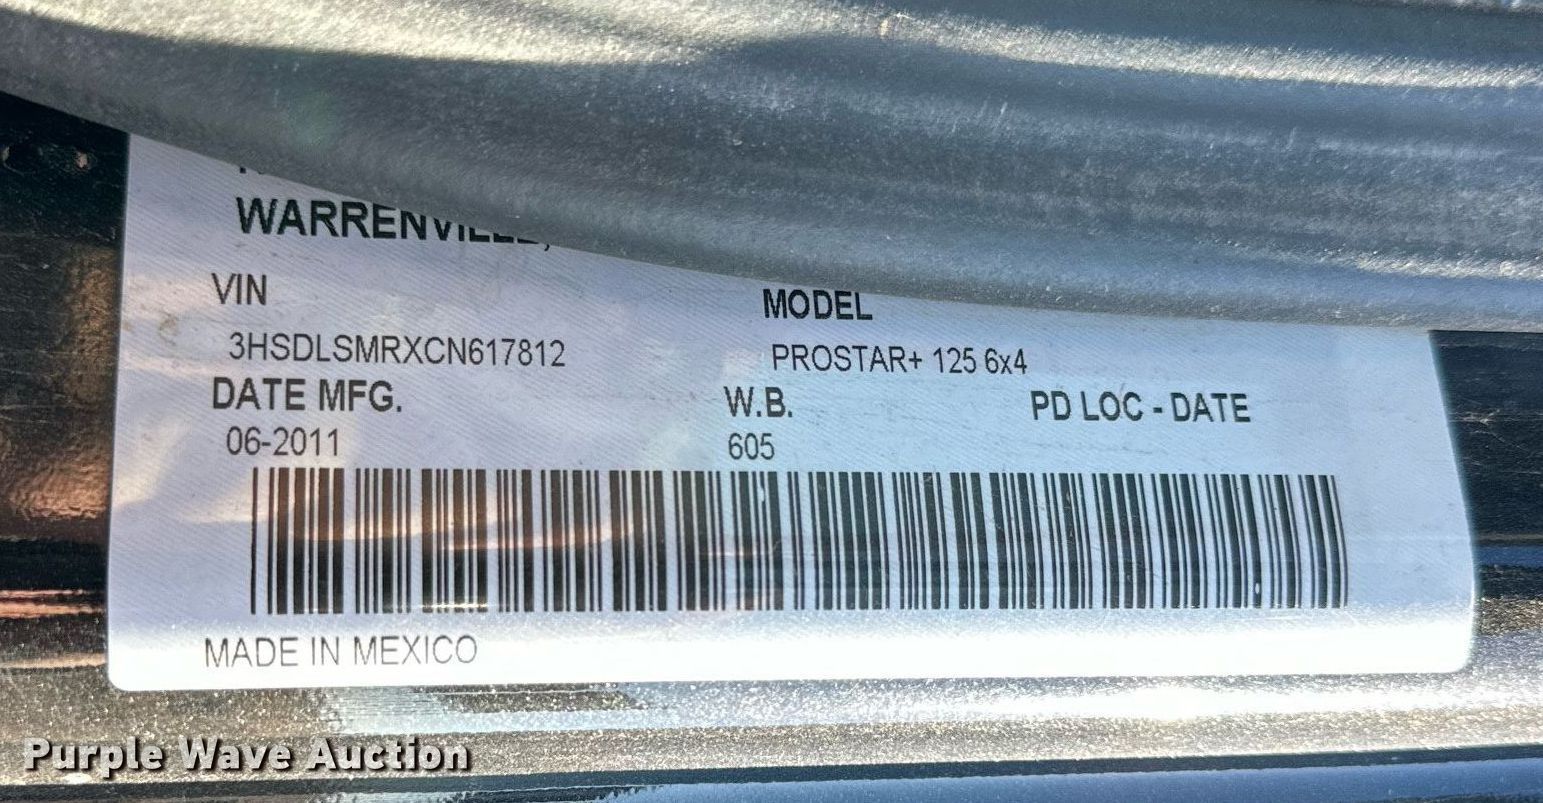 WARRENVILLE,
VIN
MODEL
3HSDLSMRXCN617812
PROSTAR+ 125 6x4
DATE MFG.
W.B.
PD LOC - DATE
06-2011
605
MADE IN MEXICO
Purple Wave Auction